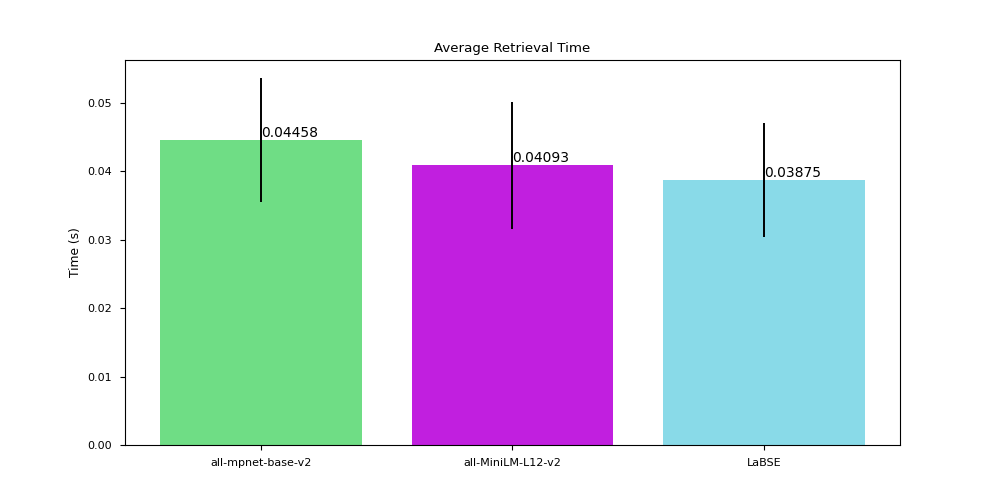 Average Retrieval Time
Time (s)
0.05
0.04
0.03
0.02
0.01
0.00
0.04458
0.04093
0.03875
all-mpnet-base-v2
all-MiniLM-L12-v2
LaBSE